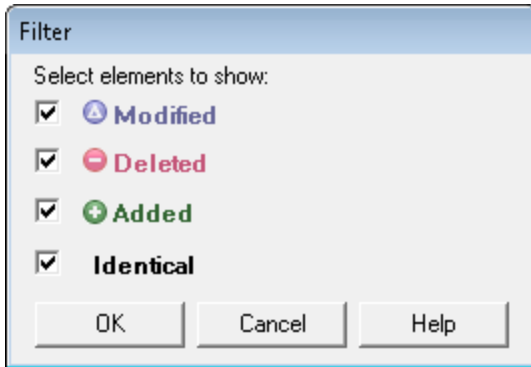 Filter
Select elements to show:
Modified
Deleted
Added
Identical
OK Cancel Help